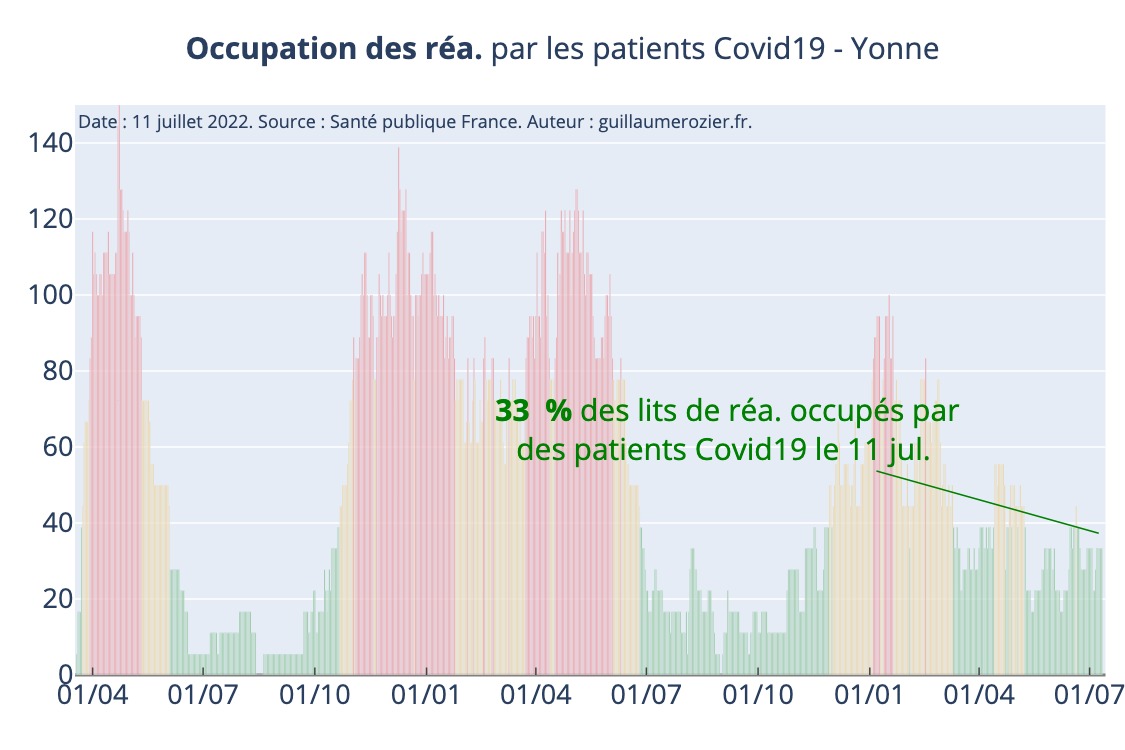 Occupation des réa. par les patients Covid19 - Yonne
Date : 11 juillet 2022. Source : Santé publique France. Auteur : guillaumerozier.fr.
140
120
100
80
60
40
20
0
33 % des lits de réa. occupés par
des patients Covid19 le 11 jul.
01/04 01/07 01/10 01/01 01/04 01/07 01/10 01/01 01/04 01/07